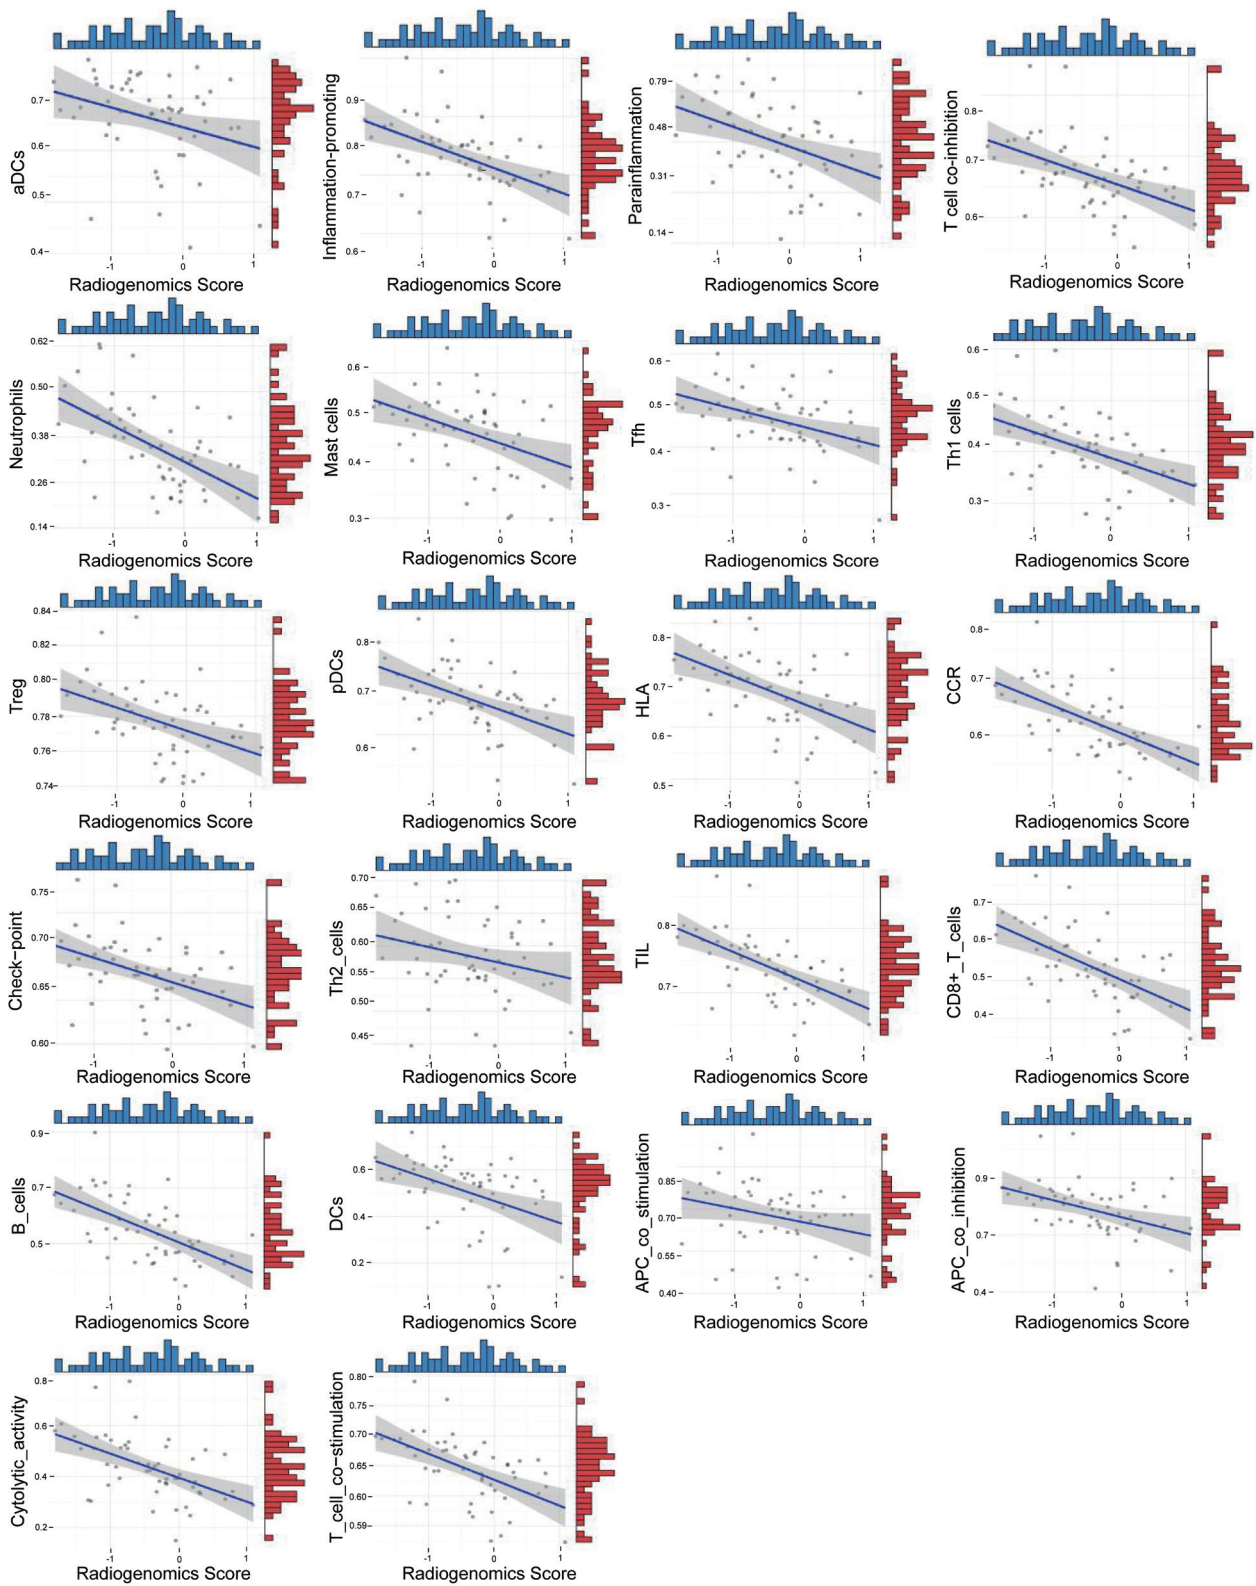 aDCs
0.7
0.6
0.5
0.4
-1 0 1
Radiogenomics Score
Inflammation-promoting
0.9
0.8
0.7
0.6
-1 0 1
Radiogenomics Score
Parainflammation
0.79
0.48
0.31
0.14
-1 0 1
Radiogenomics Score
T cell co-inhibition
0.8
0.7
0.6
-1 0 1
Radiogenomics Score
Neutrophils
0.62
0.50
0.38
0.26
0.14
-1 0 1
Radiogenomics Score
Mast cells
0.6
0.5
0.4
0.3
-1 0 1
Radiogenomics Score
Tfh
0.6
0.5
0.4
0.3
-1 0 1
Radiogenomics Score
Th1 cells
0.6
0.5
0.4
0.3
-1 0 1
Radiogenomics Score
Treg
0.84
0.82
0.80
0.78
0.76
0.74
-1 0 1
Radiogenomics Score
pDCs
0.8
0.7
0.6
-1 0 1
Radiogenomics Score
HLA
0.8
0.7
0.6
0.5
-1 0 1
Radiogenomics Score
CCR
0.8
0.7
0.6
-1 0 1
Radiogenomics Score
Check-point
0.75
0.70
0.65
0.60
-1 0 1
Radiogenomics Score
Th2_cells
0.70
0.65
0.60
0.55
0.50
0.45
-1 0 1
Radiogenomics Score
TIL
0.8
0.7
-1 0 1
Radiogenomics Score
CD8+_T_cells
0.7
0.6
0.5
0.4
-1 0 1
Radiogenomics Score
B_cells
0.9
0.7
0.5
-1 0 1
Radiogenomics Score
DCs
0.6
0.4
0.2
-1 0 1
Radiogenomics Score
APC_co_stimulation
0.85
0.70
0.55
0.40
-1 0 1
Radiogenomics Score
APC_co_inhibition
0.9
0.7
0.4
-1 0 1
Radiogenomics Score
Cytolytic_activity
0.8
0.6
0.4
0.2
-1 0 1
Radiogenomics Score
T_cell_co-stimulation
0.80
0.75
0.70
0.65
0.60
0.59
-1 0 1
Radiogenomics Score